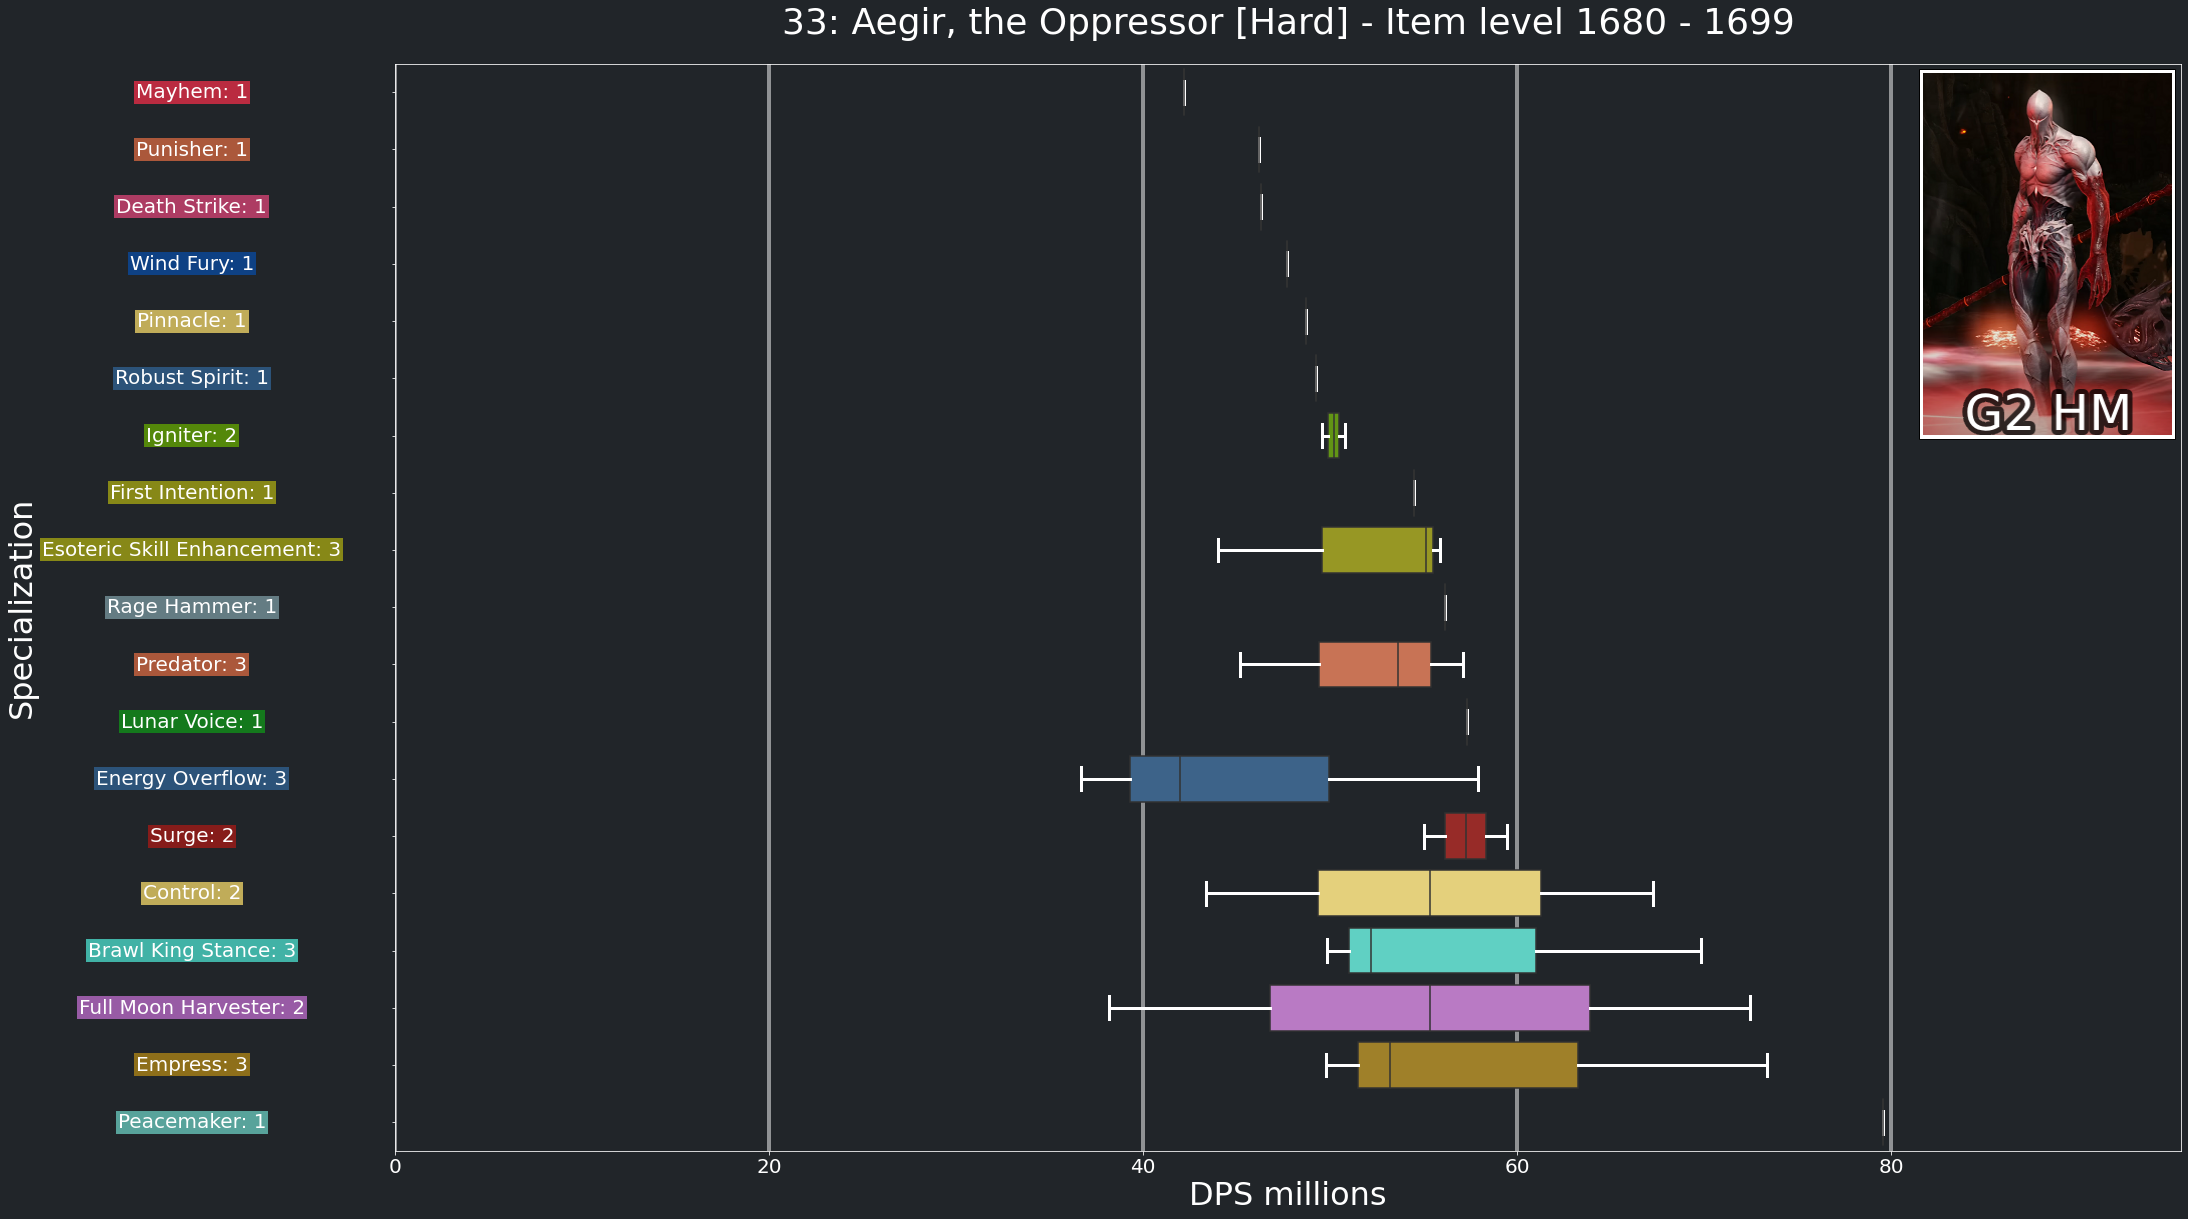 33: Aegir, the Oppressor [Hard] - Item level 1680 - 1699
Mayhem: 1
Punisher: 1
Death Strike: 1
Wind Fury: 1
Pinnacle: 1
Robust Spirit: 1
Igniter: 2
First Intention: 1
Esoteric Skill Enhancement: 3
Rage Hammer: 1
Predator: 3
Lunar Voice: 1
Energy Overflow: 3
Surge: 2
Control: 2
Brawl King Stance: 3
Full Moon Harvester: 2
Empress: 3
Peacemaker: 1
Specialization
G2 HM
0 20 40 60 80
DPS millions